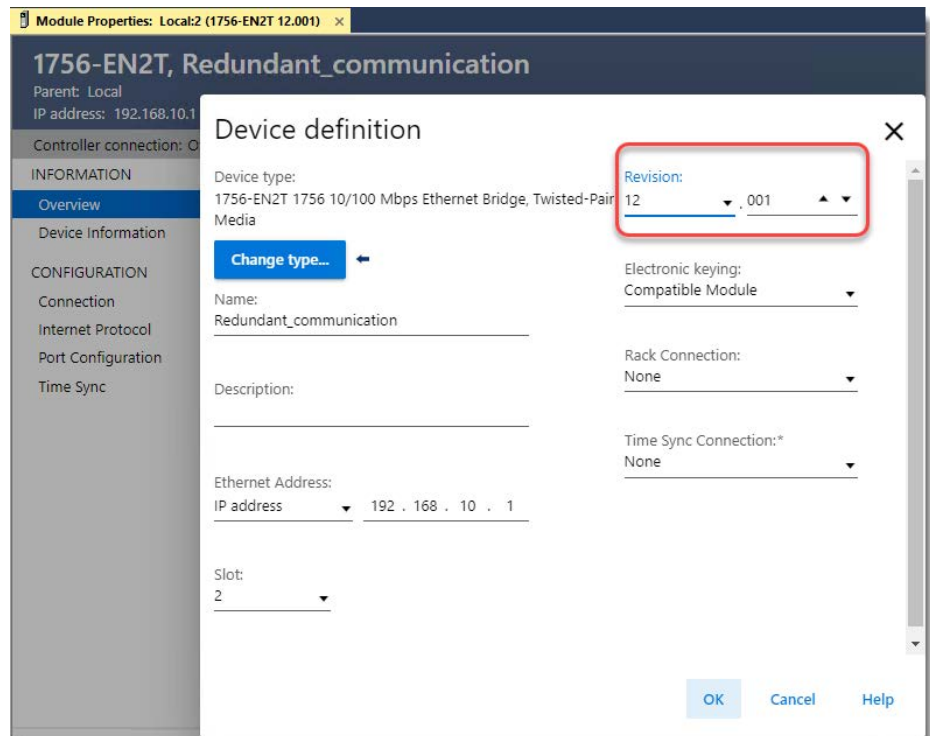 Module Properties: Local:2 (1756-EN2T 12.001) ×
1756-EN2T, Redundant_communication
Parent: Local
IP address: 192.168.10.1
Controller connection: O
INFORMATION
Overview
Device Information
CONFIGURATION
Connection
Internet Protocol
Port Configuration
Time Sync
Device definition
Device type:
1756-EN2T 1756 10/100 Mbps Ethernet Bridge, Twisted-Pair
Media
Change type...
Name:
Redundant_communication
Description:
Ethernet Address:
IP address 192 . 168 . 10 . 1
Slot:
2
Revision:
12 . 001
Electronic keying:
Compatible Module
Rack Connection:
None
Time Sync Connection:*
None
OK Cancel Help